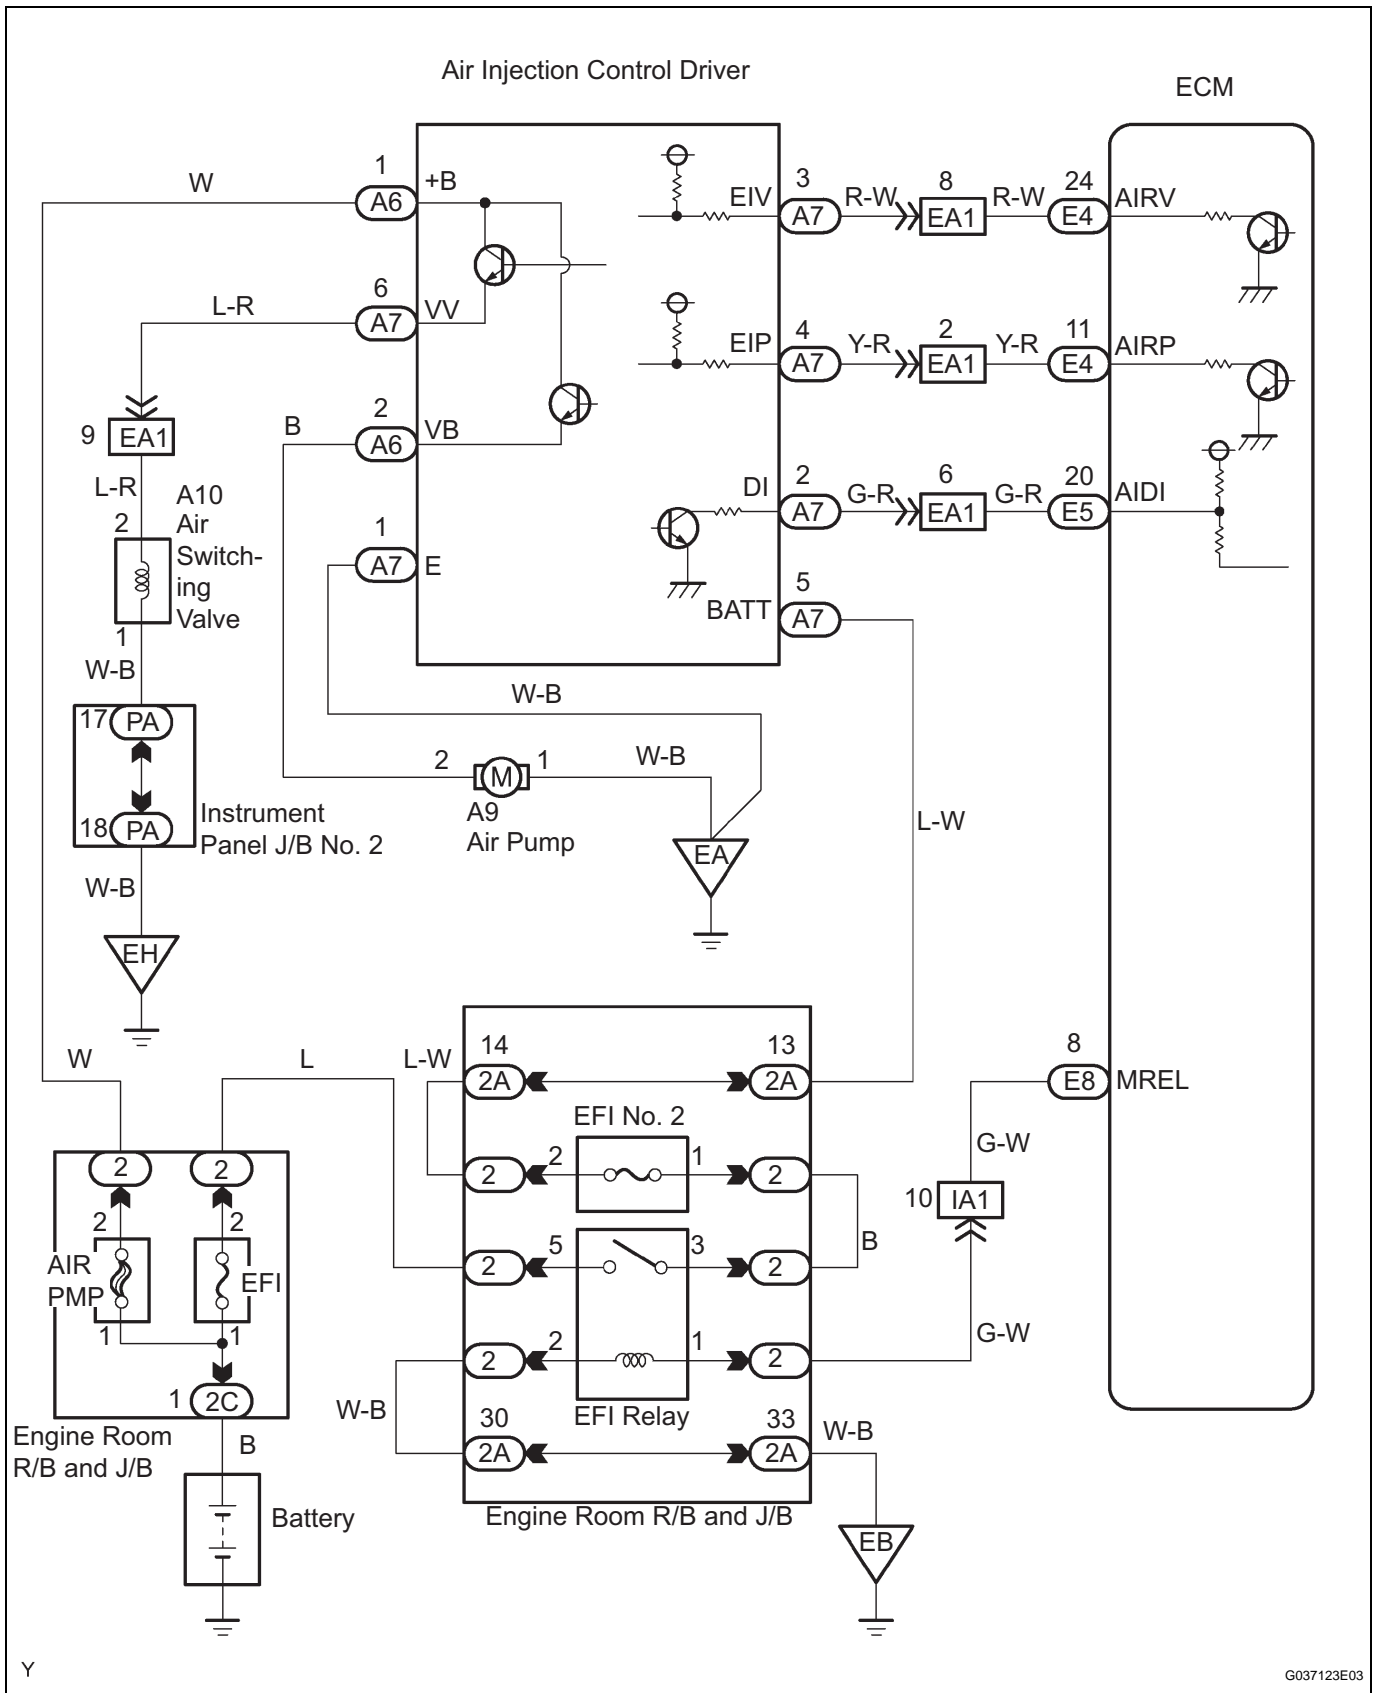 Air Injection Control Driver
ECM
1
W
A6
+B
EIV
3
A7
R-W
8
EA1
R-W
24
E4
AIRV
6
L-R
A7
VV
EIP
4
A7
Y-R
2
EA1
Y-R
11
E4
AIRP
2
B
A6
VB
9
EA1
L-R
DI
2
A7
G-R
6
EA1
G-R
20
E5
AIDI
A10
Air
Switch-
ing
Valve
2
1
1
A7
E
BATT
5
A7
W-B
W-B
17
PA
18
PA
Instrument
Panel J/B No. 2
2
M
1
W-B
A9
Air Pump
L-W
EA
W-B
EH
W
L
L-W
14
2A
13
2A
8
E8
MREL
EFI No. 2
2
2
1
2
G-W
10
IA1
2
5
3
2
B
2
2
AIR
PMP
2
2
EFI
1
1
1
2C
2
2
1
2
G-W
EFI Relay
W-B
30
2A
33
2A
W-B
Engine Room
R/B and J/B
B
Battery
Engine Room R/B and J/B
EB
Y
G037123E03